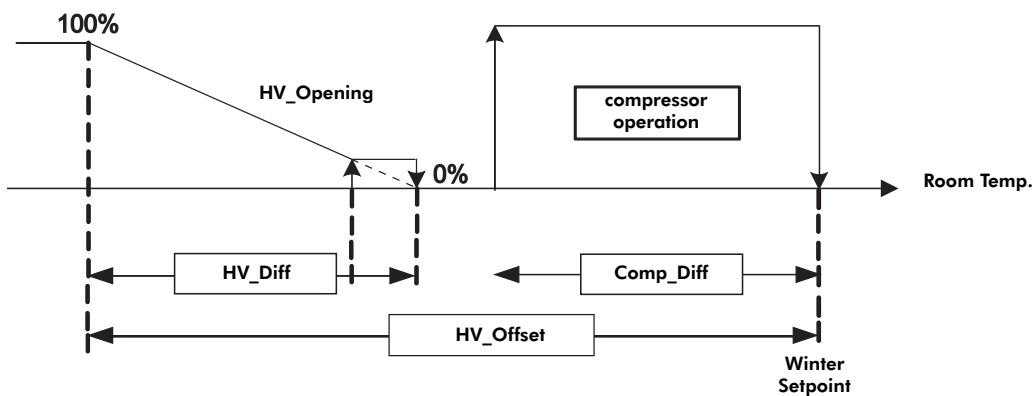 100%
HV_Opening
compressor
operation
0%
Room Temp.
HV_Diff
Comp_Diff
HV_Offset
Winter
Setpoint